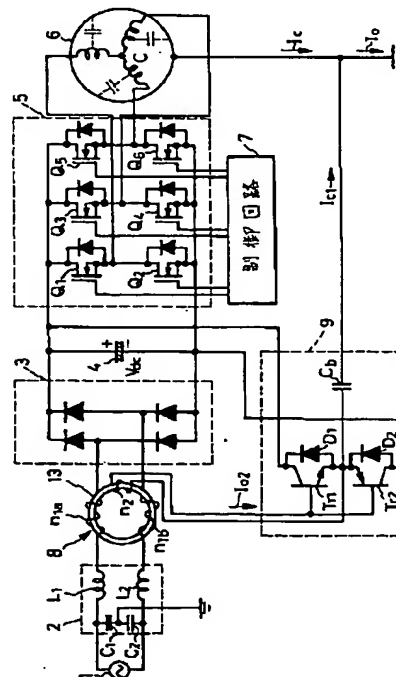 6
C
Ic
Io
5
Q5
Q6
Q3
Q4
Q1
Q2
7
制御回路
Ic1
9
4
+
-
Vdc
Cb
3
D1
D2
Tr1
Tr2
13
n2
n1a
n1b
8
Io2
2
L1
L2
C1
C2